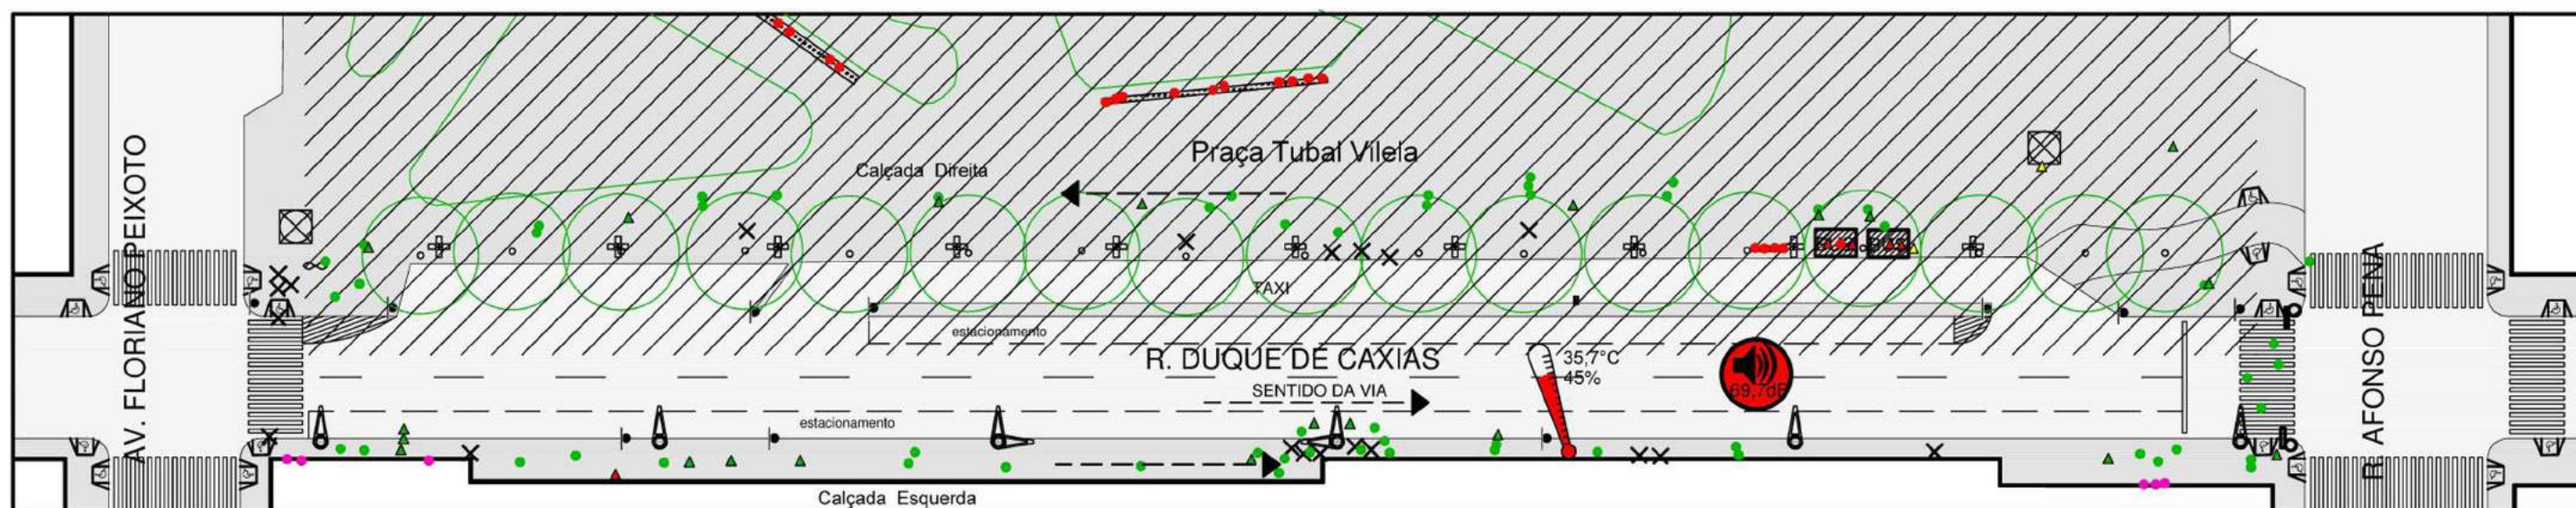 AV. FLORIANO PEIXOTO
Calçada Direita
Praça Tubal Vilela
TAXI
estacionamento
R. DUQUE DE CAXIAS
SENTIDO DA VIA
estacionamento
35,7°C
45%
69,7dB
R. AFONSO PENA
Calçada Esquerda